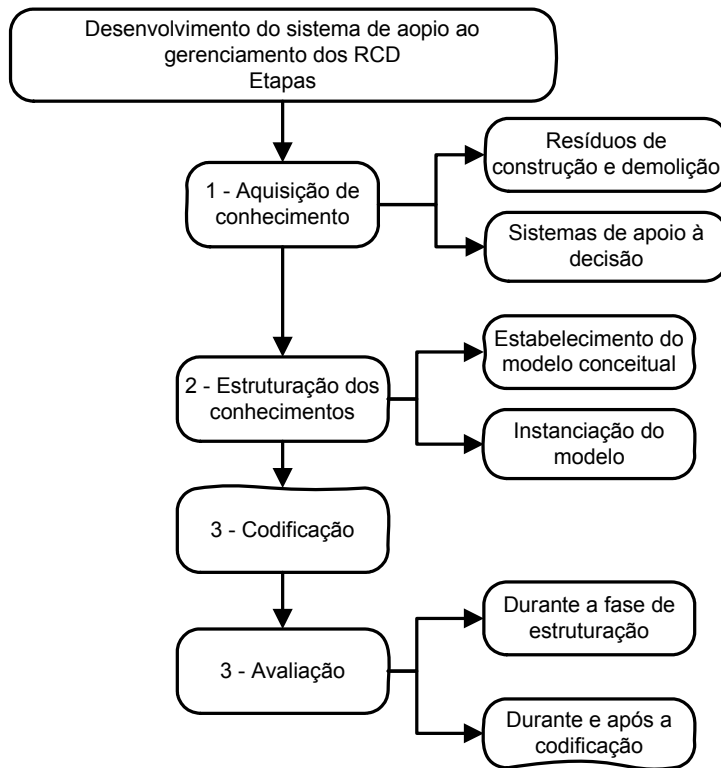 Desenvolvimento do sistema de aopio ao
gerenciamento dos RCD
Etapas
1 - Aquisição de
conhecimento
Resíduos de
construção e demolição
Sistemas de apoio à
decisão
2 - Estruturação dos
conhecimentos
Estabelecimento do
modelo conceitual
Instanciação do
modelo
3 - Codificação
3 - Avaliação
Durante a fase de
estruturação
Durante e após a
codificação